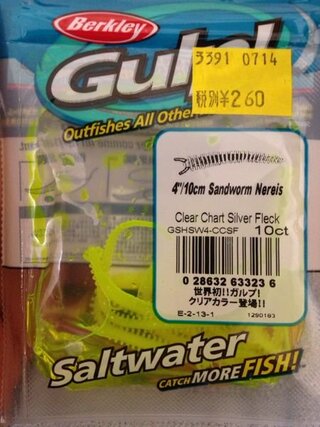 Berkley
Gulp!
3391 0714
税別¥260
Outfishes All Other
4"/10cm Sandworm Nereis
Clear Chart Silver Fleck
GSHSW4-CCSF 10ct
0 28632 63323 6
世界初!!ガルプ!
クリアカラー登場!!
E-2-13-1 1290163
Saltwater
CATCH MORE FISH!